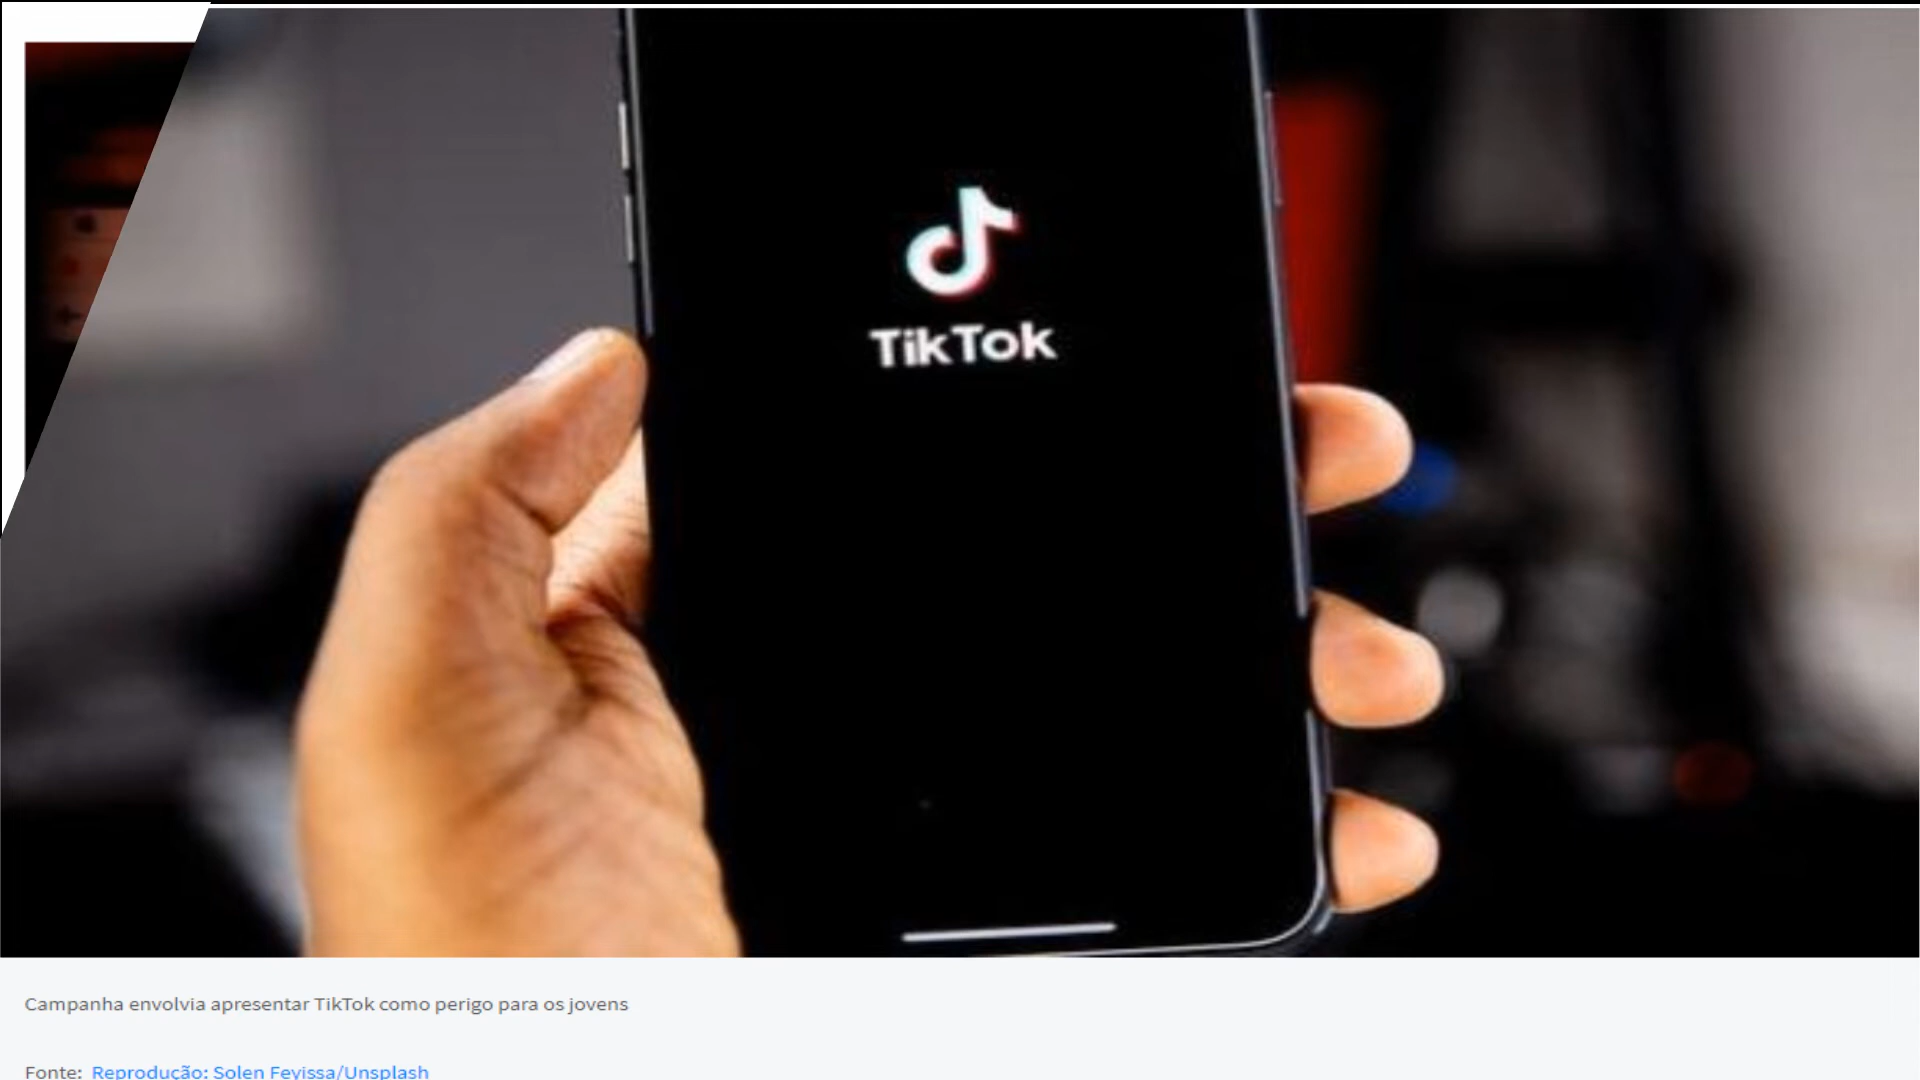 TikTok
Campanha envolvia apresentar TikTok como perigo para os jovens
Fonte: Reprodução: Solen Feyissa/Unsplash